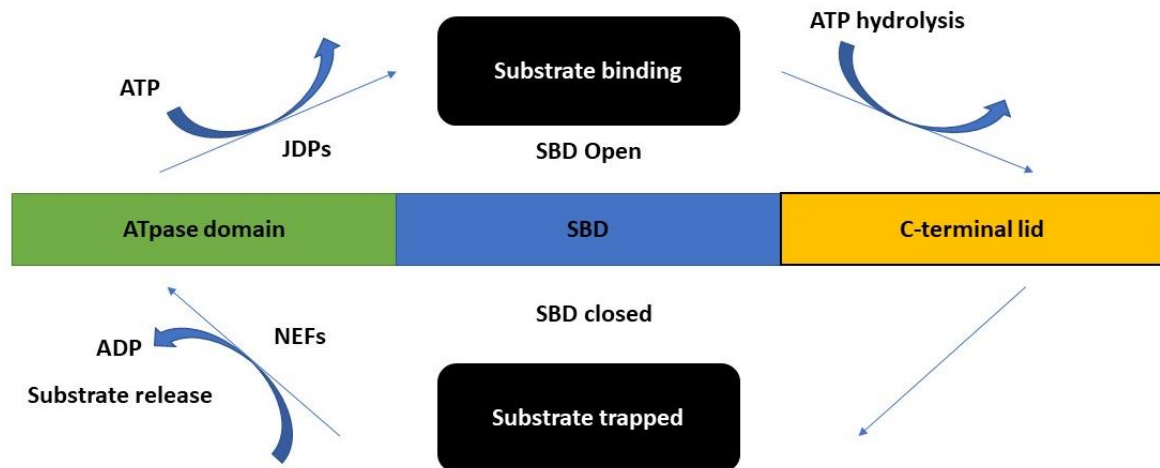 ATP hydrolysis
Substrate binding
ATP
JDPs
SBD Open
ATpase domain
SBD
C-terminal lid
SBD closed
NEFs
ADP
Substrate release
Substrate trapped